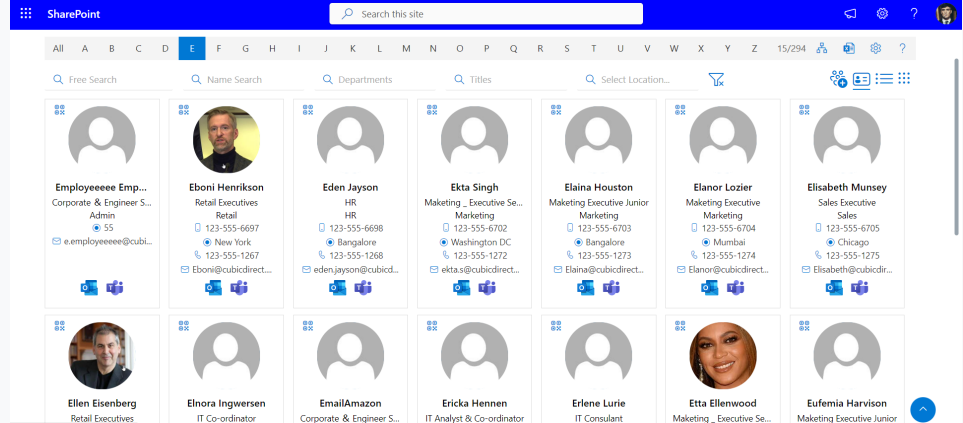 SharePoint
Search this site
?
All A B C D E F G H I J K L M N O P Q R S T U V W X Y Z 15/294 ?
Free Search Name Search Departments Titles Select Location...
Employeeeee Emp... Eboni Henrikson Eden Jayson Ekta Singh Elaina Houston Elanor Lozier Elisabeth Munsey
Corporate & Engineer S... Retail Executives HR Maketing _ Executive Se... Maketing Executive Junior Maketing Executive Sales Executive
Admin Retail HR Marketing Marketing Marketing Sales
55 123-555-6697 123-555-6698 123-555-6702 123-555-6703 123-555-6704 123-555-6705
e.employeeeee@cubi... New York Bangalore Washington DC Bangalore Mumbai Chicago
123-555-1267 123-555-1268 123-555-1272 123-555-1273 123-555-1274 123-555-1275
Eboni@cubicdirect.... eden.jayson@cubicd... ekta.s@cubicdirect... Elaina@cubicdirect... Elanor@cubicdirect... Elisabeth@cubicdir...
Ellen Eisenberg Elnora Ingwersen EmailAmazon Ericka Hennen Erlene Lurie Etta Ellenwood Eufemia Harvison
Retail Executives IT Co-ordinator Corporate & Engineer S... IT Analyst & Co-ordinator IT Consultant Maketing _ Executive Se... Maketing Executive Junior